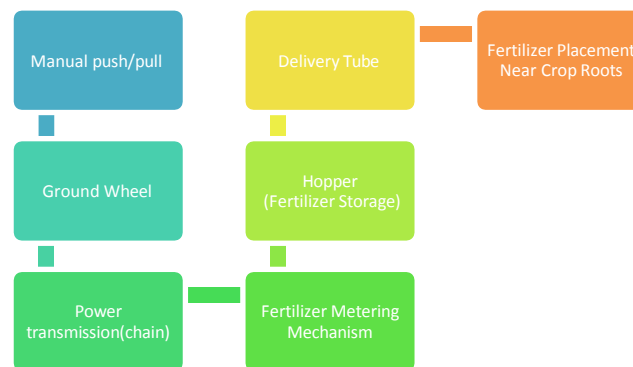 Manual push/pull
Ground Wheel
Power
transmission(chain)
Fertilizer Metering
Mechanism
Hopper
(Fertilizer Storage)
Delivery Tube
Fertilizer Placement
Near Crop Roots